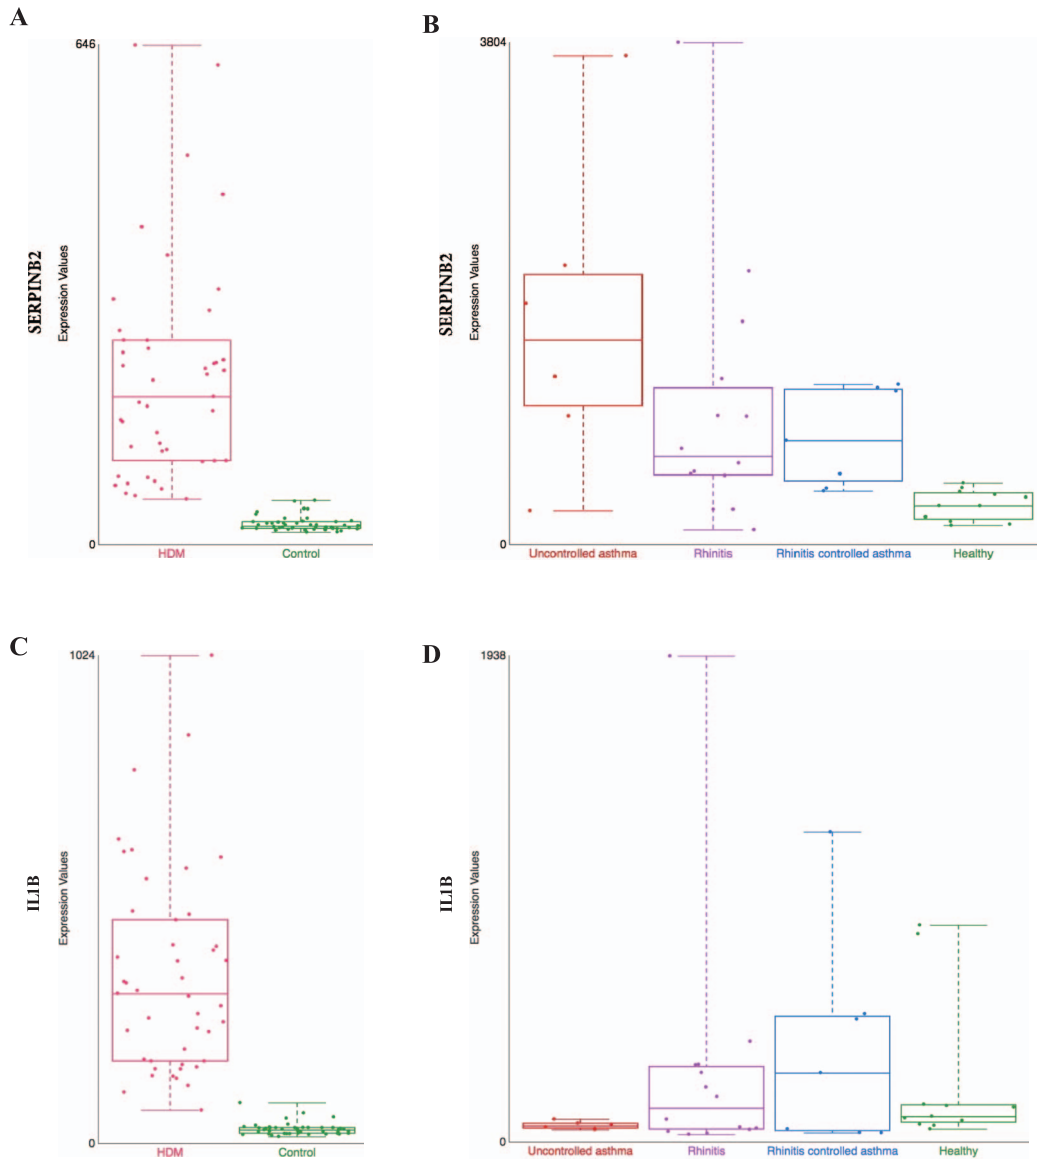 A
646
0
SERPINB2
Expression Values
HDM
Control
B
3804
0
SERPINB2
Expression Values
Uncontrolled asthma
Rhinitis
Rhinitis controlled asthma
Healthy
C
1024
0
IL1B
Expression Values
HDM
Control
D
1938
0
IL1B
Expression Values
Uncontrolled asthma
Rhinitis
Rhinitis controlled asthma
Healthy